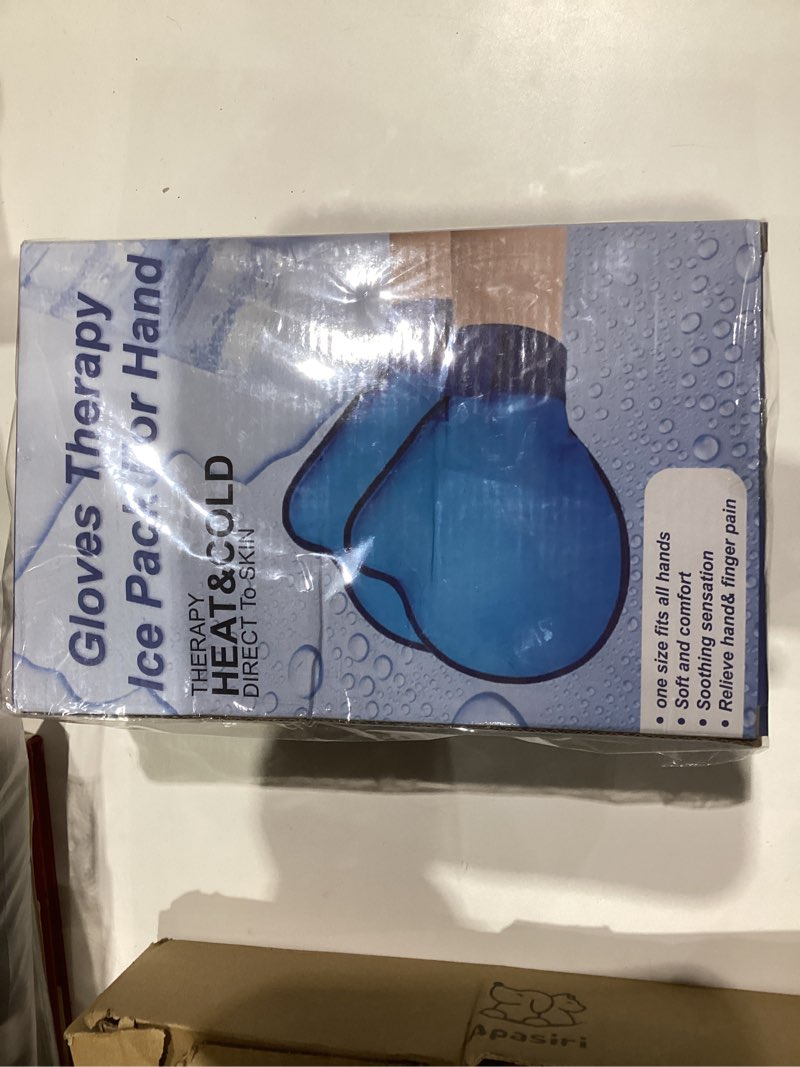 Gloves Therapy
Ice Pack For Hand
THERAPY
HEAT&COLD
DIRECT To SKIN
• one size fits all hands
• Soft and comfort
• Soothing sensation
• Relieve hand& finger pain